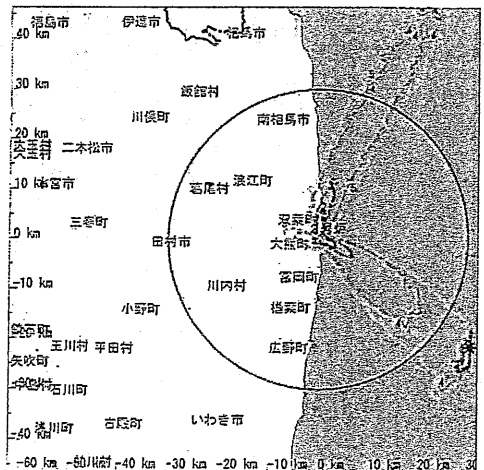 40 km
福島市
伊達市
30 km
飯館村
川俣町
南相馬市
20 km
二本松市
大玉村
10 km
本宮市
葛尾村
浪江町
三春町
双葉町
0 km
田村市
大熊町
富岡町
-10 km
川内村
小野町
楢葉町
玉川村
平田村
広野町
矢吹町
石川町
浅川町
古殿町
いわき市
-40 km
-60 km
-40 km
-30 km
-20 km
-10 km
0 km
10 km
20 km
30